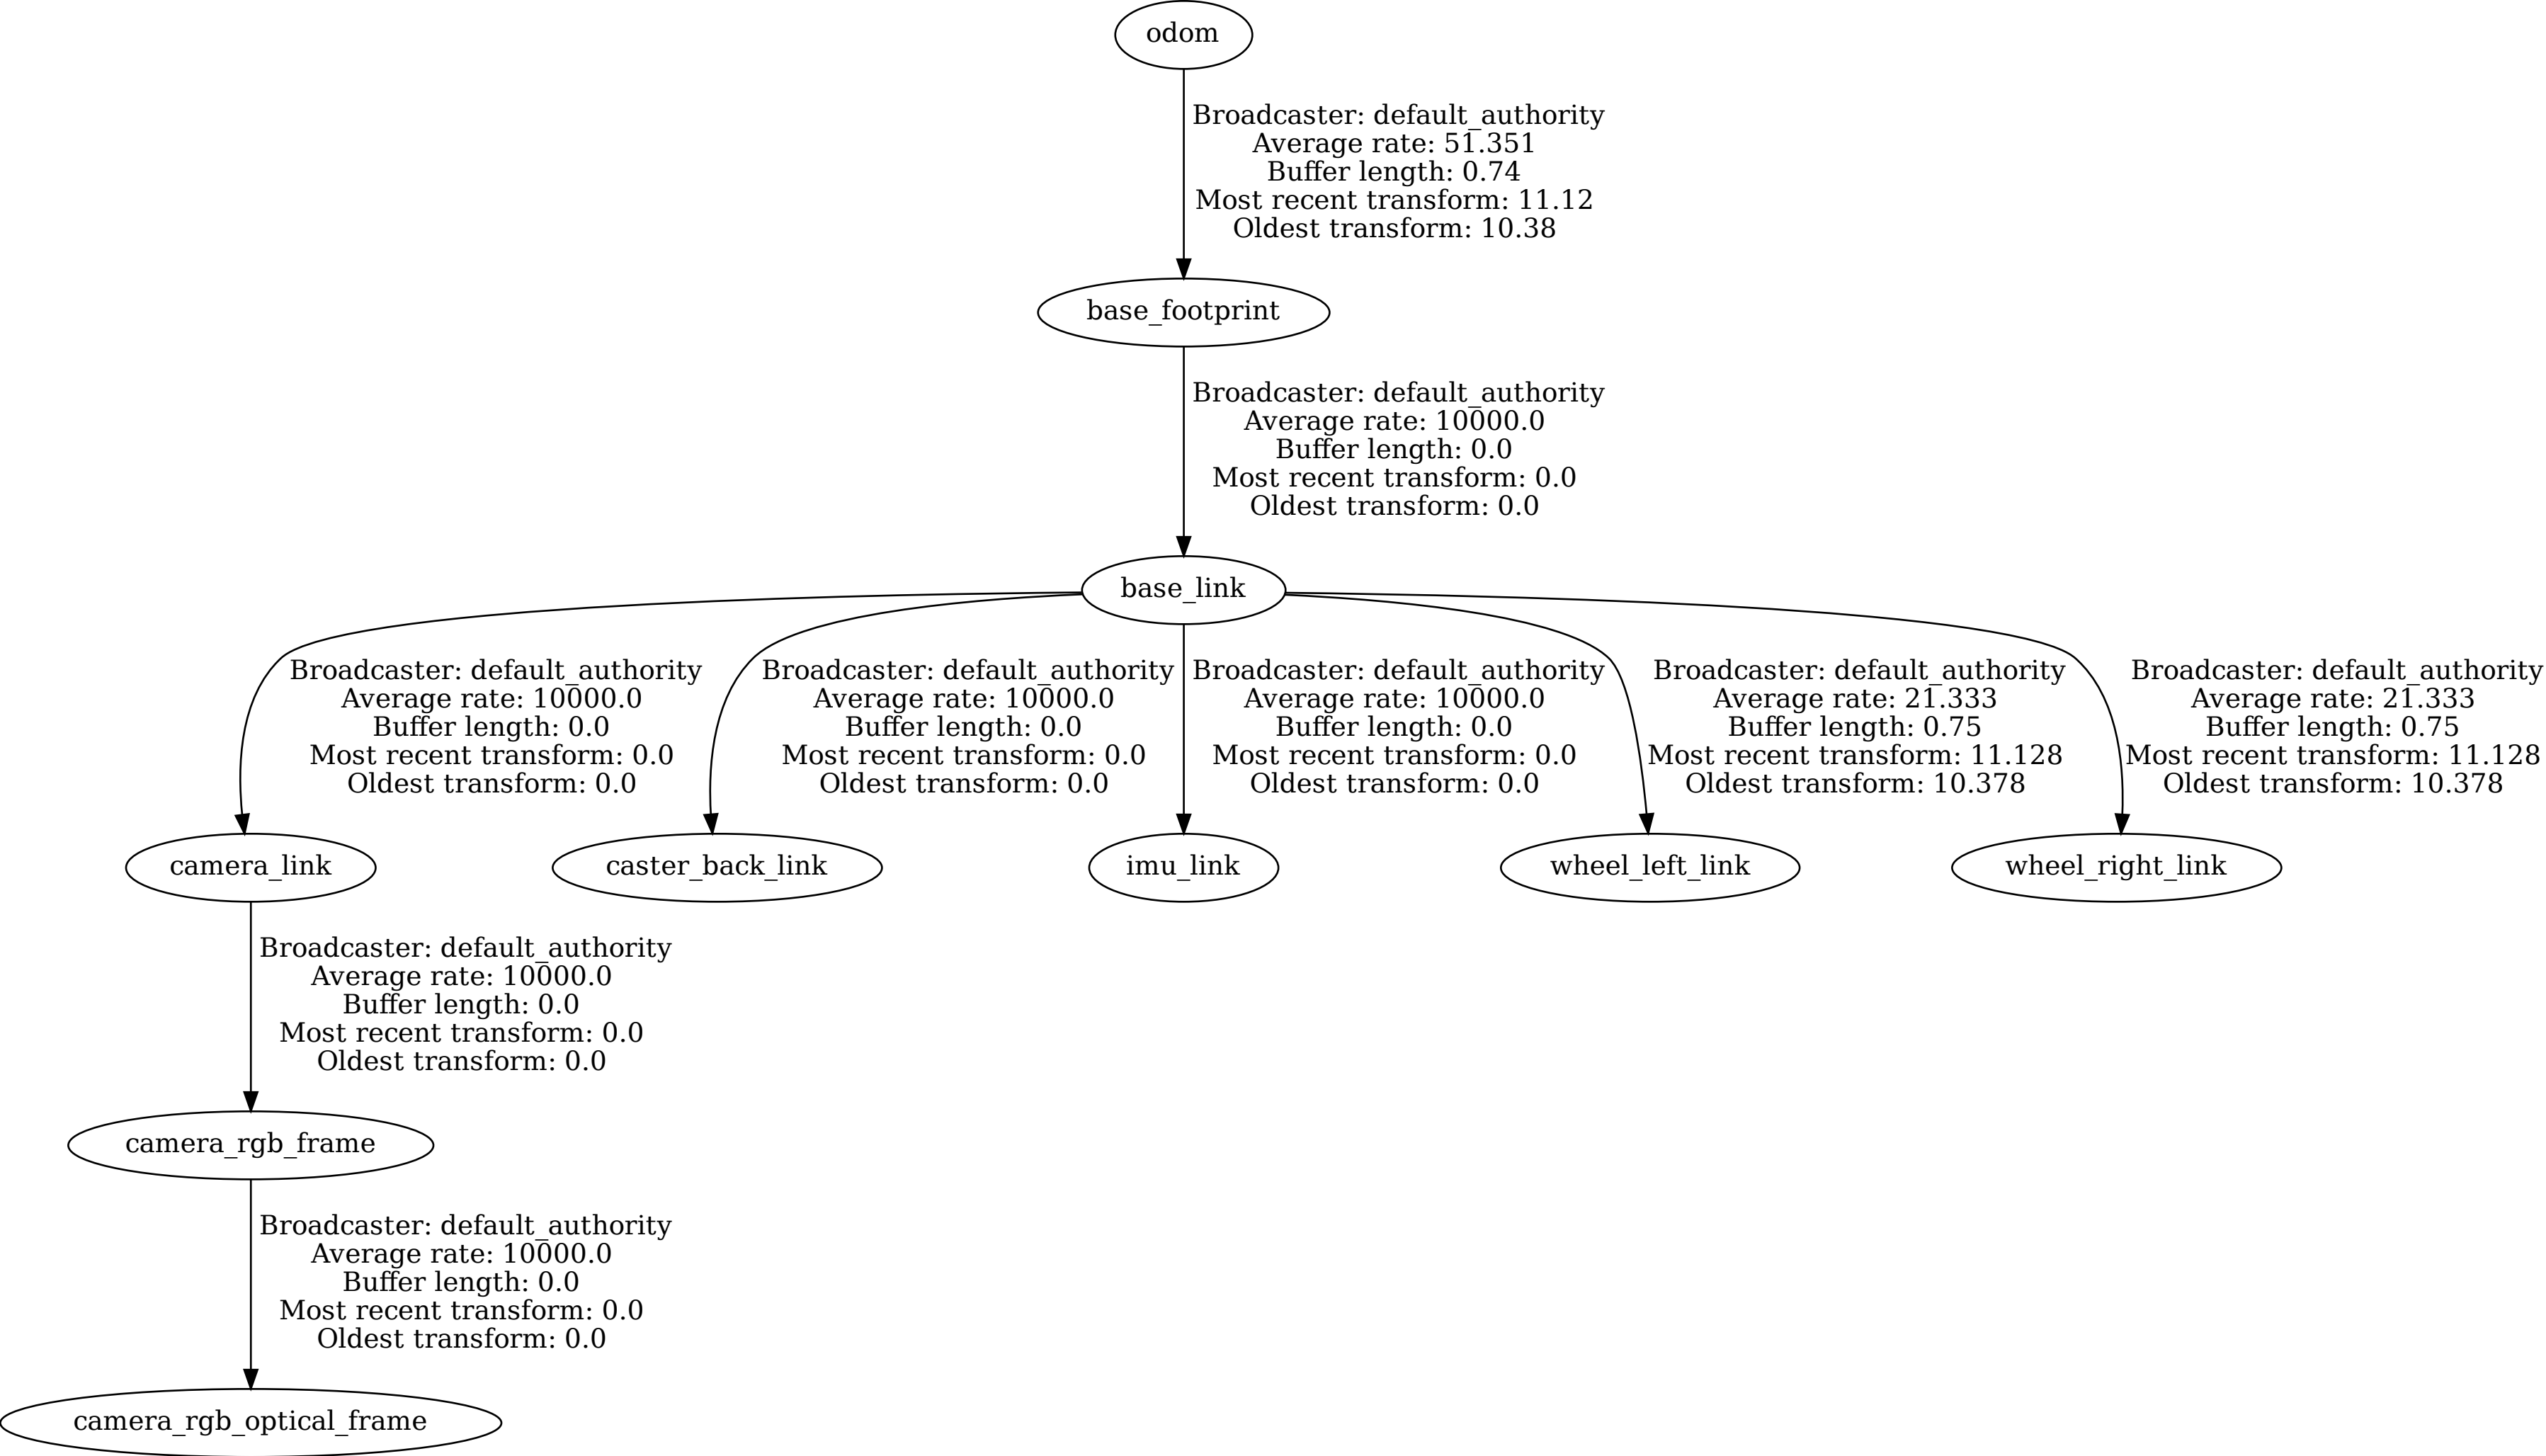 odom
Broadcaster: default_authority
Average rate: 51.351
Buffer length: 0.74
Most recent transform: 11.12
Oldest transform: 10.38
base_footprint
Broadcaster: default_authority
Average rate: 10000.0
Buffer length: 0.0
Most recent transform: 0.0
Oldest transform: 0.0
base_link
Broadcaster: default_authority
Average rate: 10000.0
Buffer length: 0.0
Most recent transform: 0.0
Oldest transform: 0.0
Broadcaster: default_authority
Average rate: 10000.0
Buffer length: 0.0
Most recent transform: 0.0
Oldest transform: 0.0
Broadcaster: default_authority
Average rate: 10000.0
Buffer length: 0.0
Most recent transform: 0.0
Oldest transform: 0.0
Broadcaster: default_authority
Average rate: 21.333
Buffer length: 0.75
Most recent transform: 11.128
Oldest transform: 10.378
Broadcaster: default_authority
Average rate: 21.333
Buffer length: 0.75
Most recent transform: 11.128
Oldest transform: 10.378
camera_link
caster_back_link
imu_link
wheel_left_link
wheel_right_link
Broadcaster: default_authority
Average rate: 10000.0
Buffer length: 0.0
Most recent transform: 0.0
Oldest transform: 0.0
camera_rgb_frame
Broadcaster: default_authority
Average rate: 10000.0
Buffer length: 0.0
Most recent transform: 0.0
Oldest transform: 0.0
camera_rgb_optical_frame